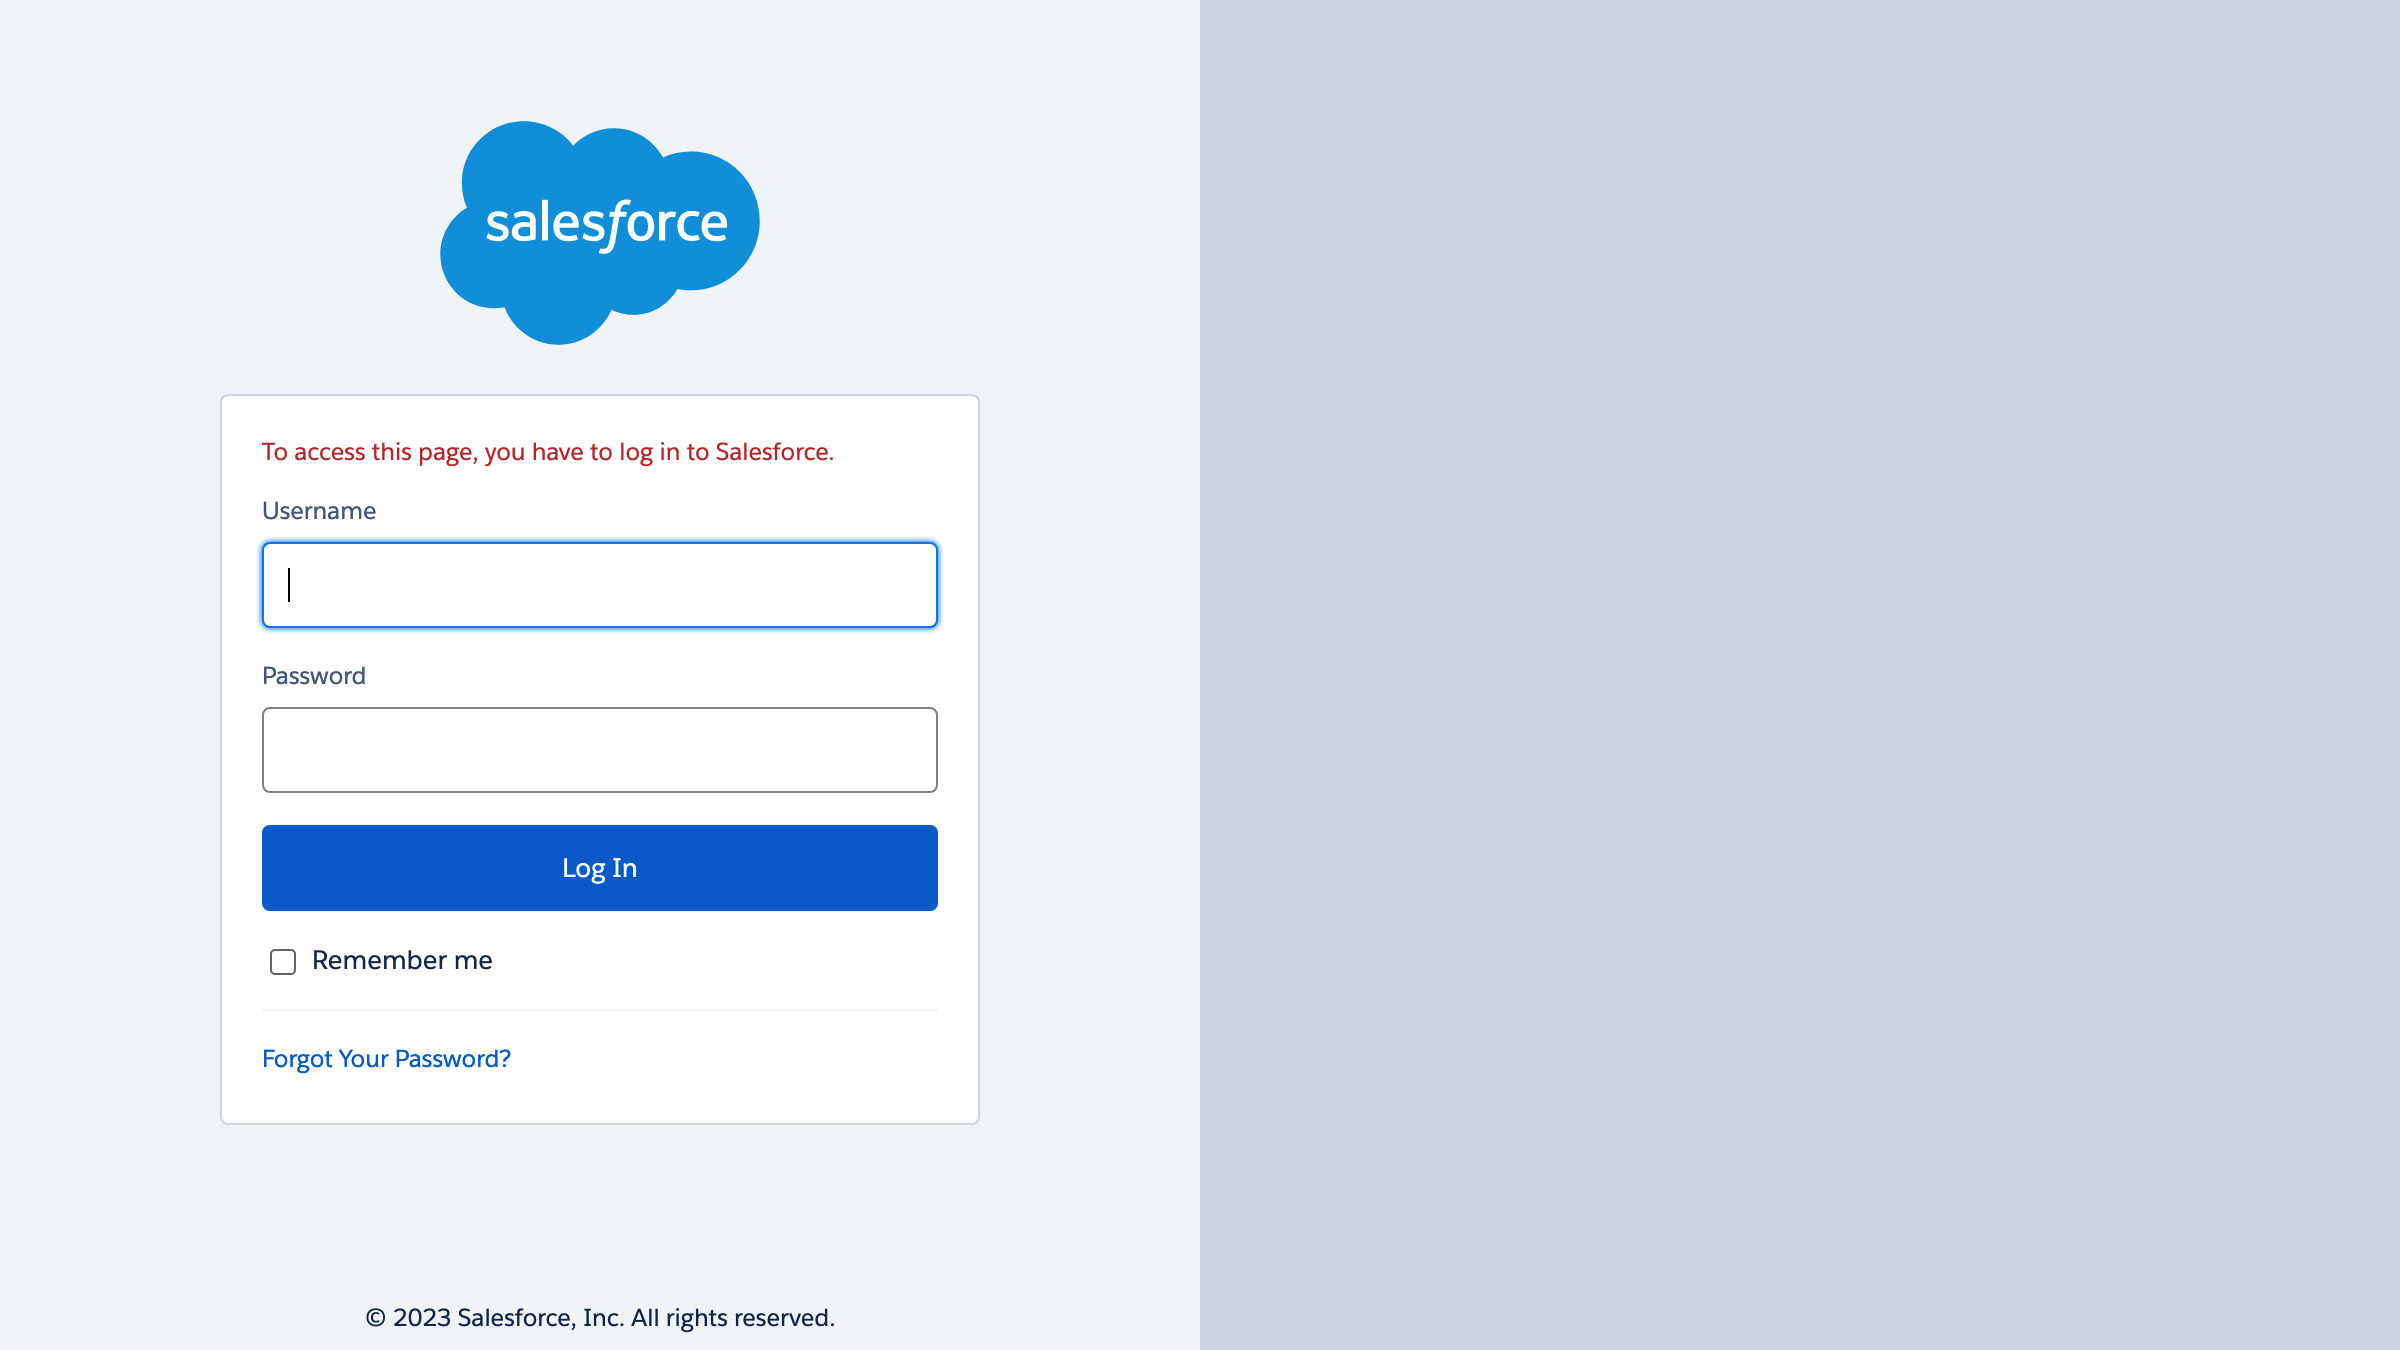 salesforce
To access this page, you have to log in to Salesforce.
Username
Password
Log In
Remember me
Forgot Your Password?
© 2023 Salesforce, Inc. All rights reserved.